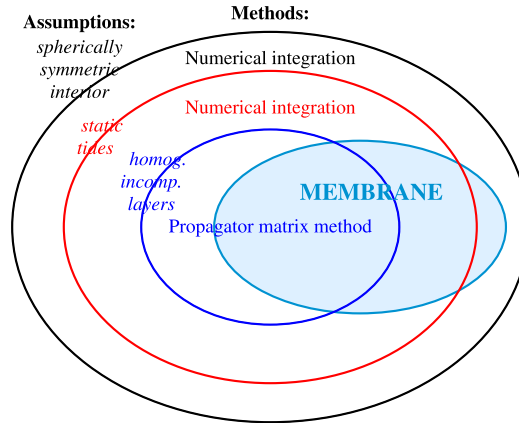 Assumptions:
Methods:
spherically
symmetric
interior
Numerical integration
static
tides
Numerical integration
homog.
incomp.
layers
MEMBRANE
Propagator matrix method